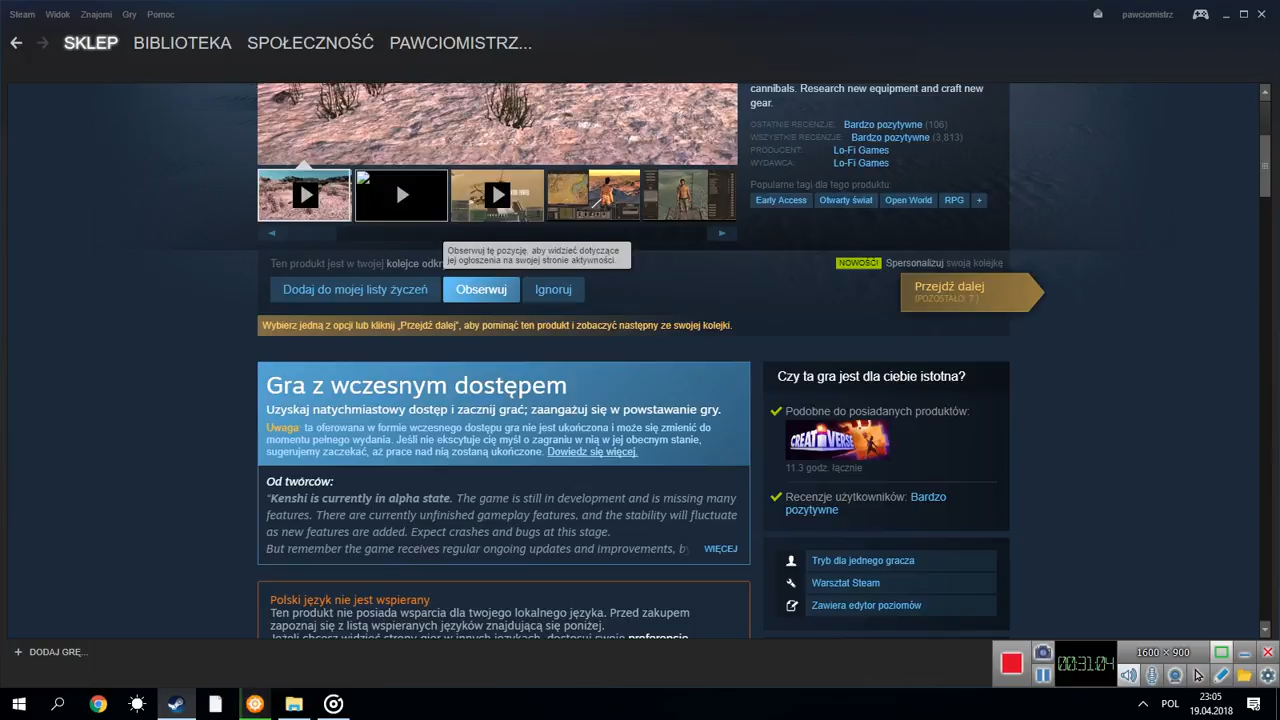 Steam Widok Znajomi Gry Pomoc pawciomistrz
SKLEP BIBLIOTEKA SPOŁECZNOŚĆ PAWCIOMISTRZ...
cannibals. Research new equipment and craft new
gear.
OSTATNIE RECENZJE: Bardzo pozytywne (106)
WSZYSTKIE RECENZJE: Bardzo pozytywne (3,813)
PRODUCENT: Lo-Fi Games
WYDAWCA: Lo-Fi Games
Popularne tagi dla tego produktu:
Early Access Otwarty świat Open World RPG +
Obserwuj tę pozycję, aby widzieć dotyczące
jej ogłoszenia na swojej stronie aktywności.
Ten produkt jest w twojej kolejce odkr
NOWOŚĆ! Spersonalizuj swoją kolejkę
Dodaj do mojej listy życzeń Obserwuj Ignoruj
Przejdź dalej
(POZOSTAŁO: 7 )
Wybierz jedną z opcji lub kliknij „Przejdź dalej”, aby pominąć ten produkt i zobaczyć następny ze swojej kolejki.
Gra z wczesnym dostępem
Uzyskaj natychmiastowy dostęp i zacznij grać; zaangażuj się w powstawanie gry.
Uwaga: ta oferowana w formie wczesnego dostępu gra nie jest ukończona i może się zmienić do
momentu pełnego wydania. Jeśli nie ekscytuje cię myśl o zagraniu w nią w jej obecnym stanie,
sugerujemy zaczekać, aż prace nad nią zostaną ukończone. Dowiedz się więcej.
Od twórców:
“Kenshi is currently in alpha state. The game is still in development and is missing many
features. There are currently unfinished gameplay features, and the stability will fluctuate
as new features are added. Expect crashes and bugs at this stage.
But remember the game receives regular ongoing updates and improvements, by WIĘCEJ
Czy ta gra jest dla ciebie istotna?
Podobne do posiadanych produktów:
CREATIVERSE
11.3 godz. łącznie
Recenzje użytkowników: Bardzo
pozytywne
Tryb dla jednego gracza
Warsztat Steam
Zawiera edytor poziomów
Polski język nie jest wspierany
Ten produkt nie posiada wsparcia dla twojego lokalnego języka. Przed zakupem
zapoznaj się z listą wspieranych języków znajdującą się poniżej.
Jeżeli chcesz widzieć strony gier w innych językach, dostosuj swoje preferencje
+ DODAJ GRĘ...
00:31:04
1600 × 900
POL
23:05
19.04.2018